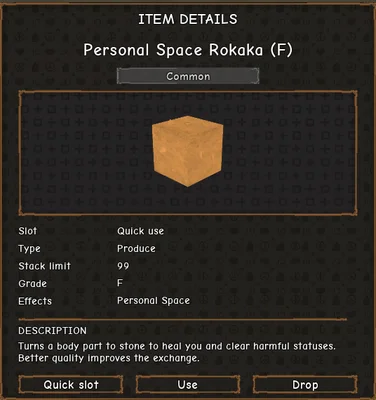 ITEM DETAILS
Personal Space Rokaka (F)
Common
Slot Quick use
Type Produce
Stack limit 99
Grade F
Effects Personal Space
DESCRIPTION
Turns a body part to stone to heal you and clear harmful statuses.
Better quality improves the exchange.
Quick slot Use Drop